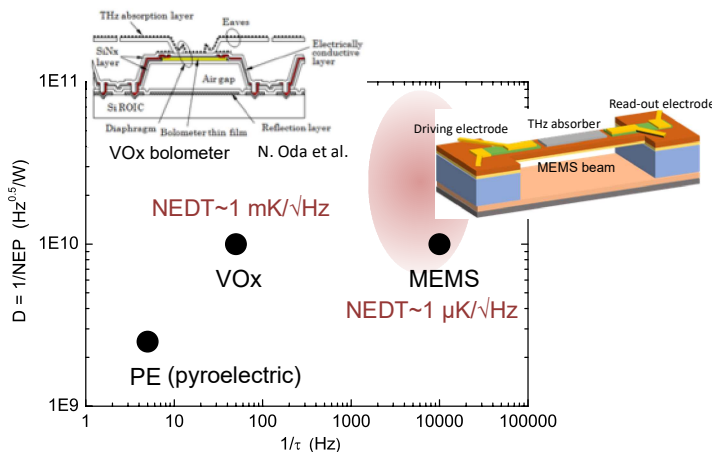 THz absorption layer
Eaves
SiNx
layer
Electrically
conductive
layer
Air gap
Si ROIC
Diaphragm
Bolometer thin film
Reflection layer
VOx bolometer
N. Oda et al.
Driving electrode
THz absorber
Read-out electrode
MEMS beam
1E11
1E10
1E9
D = 1/NEP (Hz^0.5/W)
NEDT~1 mK/√Hz
VOx
MEMS
NEDT~1 μK/√Hz
PE (pyroelectric)
1
10
100
1000
10000
100000
1/τ (Hz)